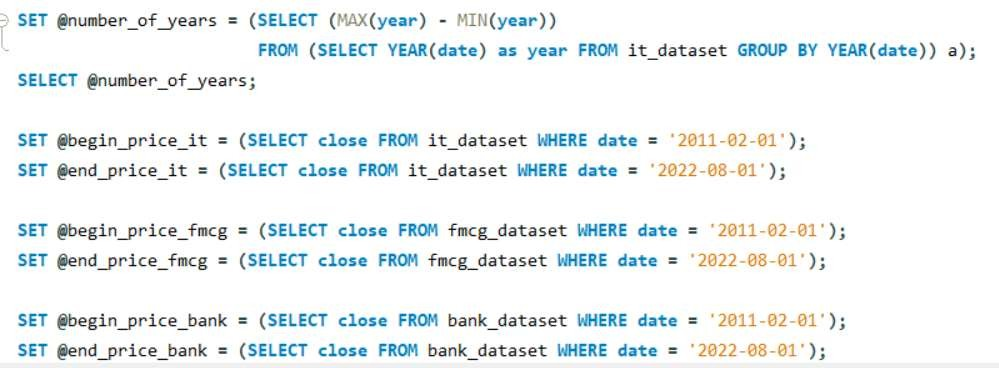 SET @number_of_years = (SELECT (MAX(year) - MIN(year))
FROM (SELECT YEAR(date) as year FROM it_dataset GROUP BY YEAR(date)) a);
SELECT @number_of_years;
SET @begin_price_it = (SELECT close FROM it_dataset WHERE date = '2011-02-01');
SET @end_price_it = (SELECT close FROM it_dataset WHERE date = '2022-08-01');
SET @begin_price_fmcg = (SELECT close FROM fmcg_dataset WHERE date = '2011-02-01');
SET @end_price_fmcg = (SELECT close FROM fmcg_dataset WHERE date = '2022-08-01');
SET @begin_price_bank = (SELECT close FROM bank_dataset WHERE date = '2011-02-01');
SET @end_price_bank = (SELECT close FROM bank_dataset WHERE date = '2022-08-01');